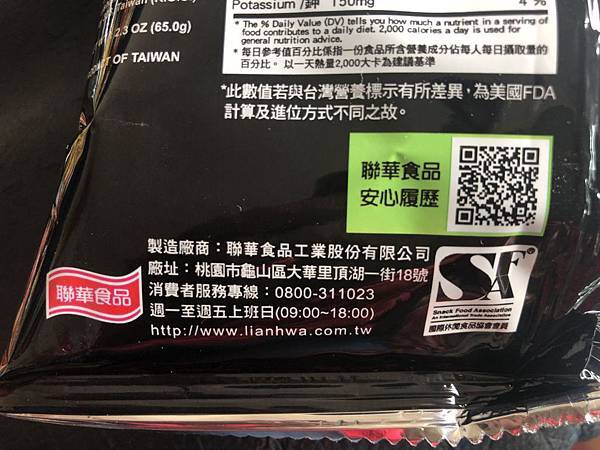 Taiwan
2.3 OZ (65.0g)
T OF TAIWAN
Potassium /鉀 150mg 4%
* The % Daily Value (DV) tells you how much a nutrient in a serving of
food contributes to a daily diet. 2,000 calories a day is used for
general nutrition advice.
* 每日參考值百分比係指一份食品所含營養成分佔每人每日攝取量的
百分比。 以一天熱量2,000大卡為建議基準
*此數值若與台灣營養標示有所差異，為美國FDA
計算及進位方式不同之故。
聯華食品
安心履歷
製造廠商：聯華食品工業股份有限公司
廠址：桃園市龜山區大華里頂湖一街18號
消費者服務專線：0800-311023
週一至週五上班日(09:00~18:00)
http://www.lianhwa.com.tw
聯華食品
SFA
Snack Food Association
An International Trade Association
國際休閒食品協會會員